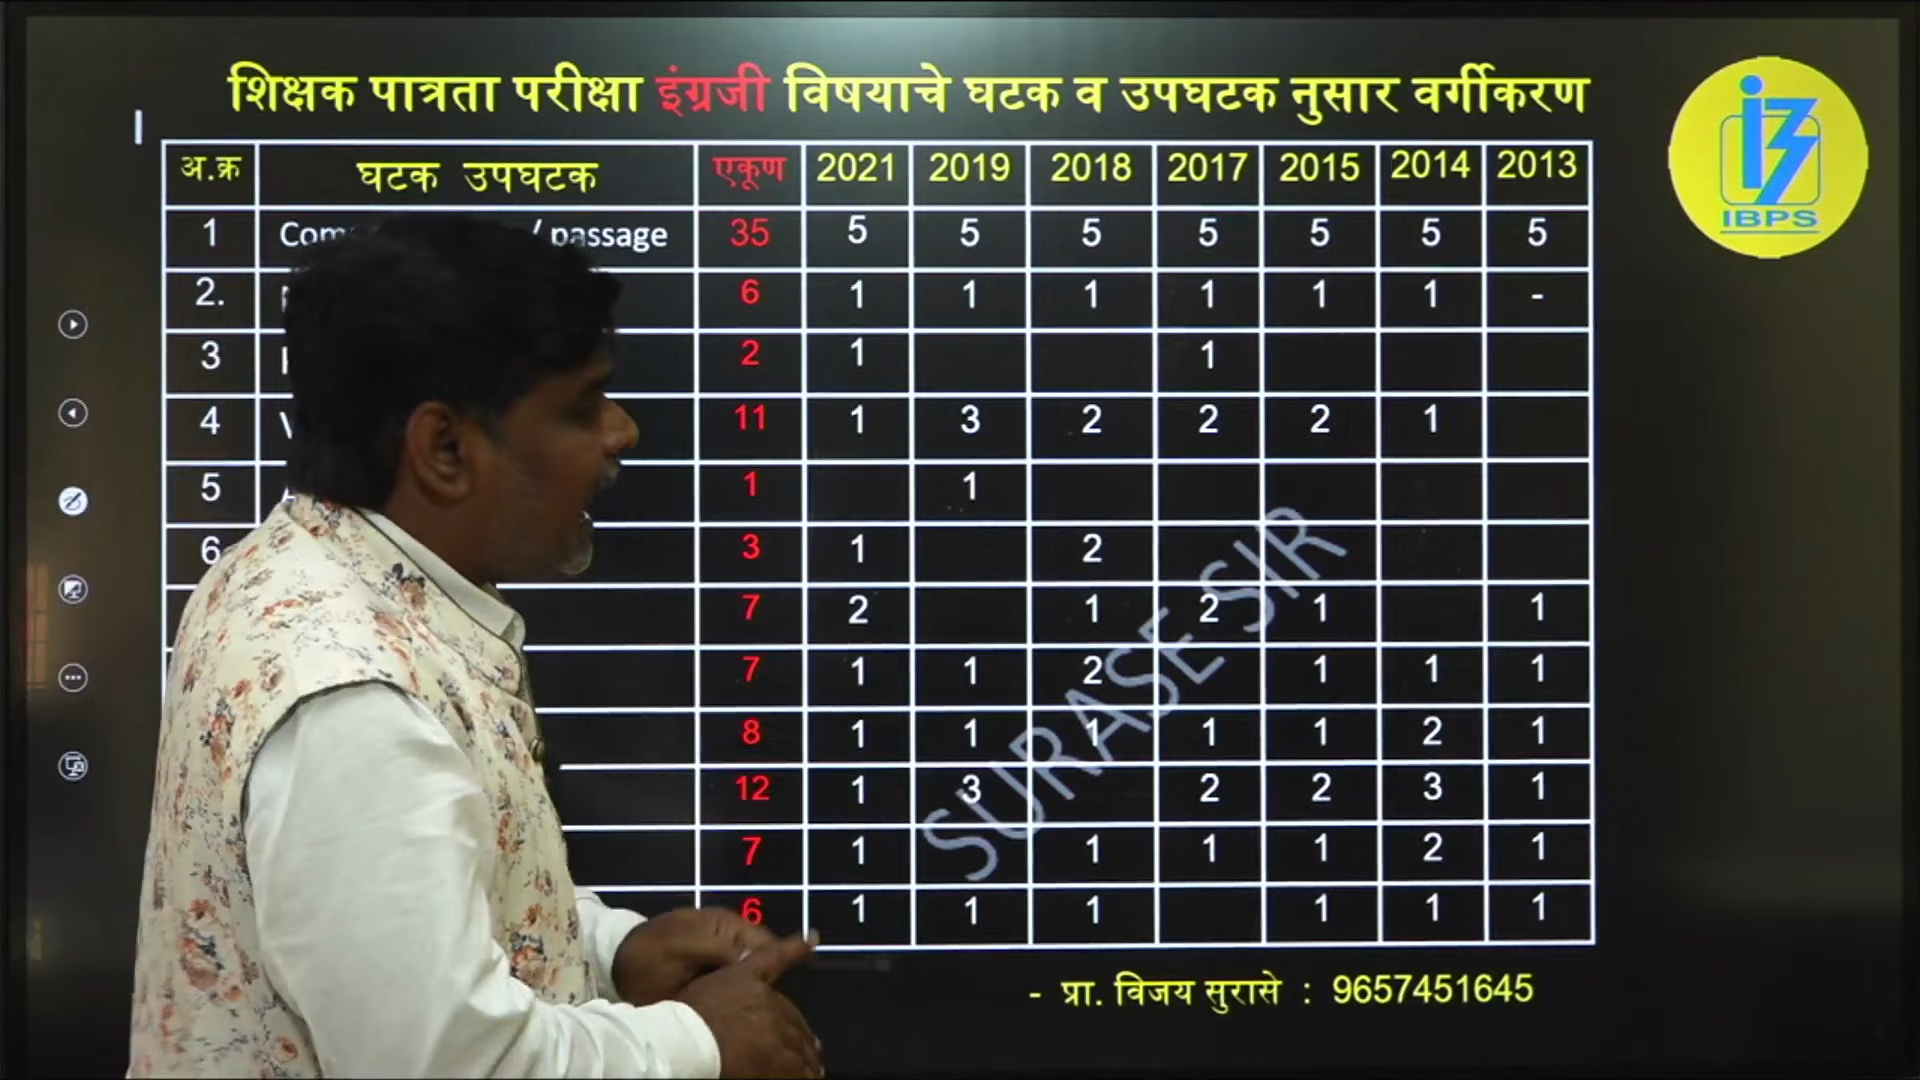 शिक्षक पात्रता परीक्षा इंग्रजी विषयाचे घटक व उपघटक नुसार वर्गीकरण
अ.क्र घटक उपघटक एकूण 2021 2019 2018 2017 2015 2014 2013
1 / passage 35 5 5 5 5 5 5 5
2. 6 1 1 1 1 1 1 -
3 2 1 1
4 11 1 3 2 2 2 1
5 1 1
6 3 1 2
7 2 1 2 1 1
7 1 1 2 1 1 1
8 1 1 1 1 1 2 1
12 1 3 2 2 3 1
7 1 1 1 1 2 1
6 1 1 1 1 1 1
SURASE SIR
- प्रा. विजय सुरासे : 9657451645
IBPS